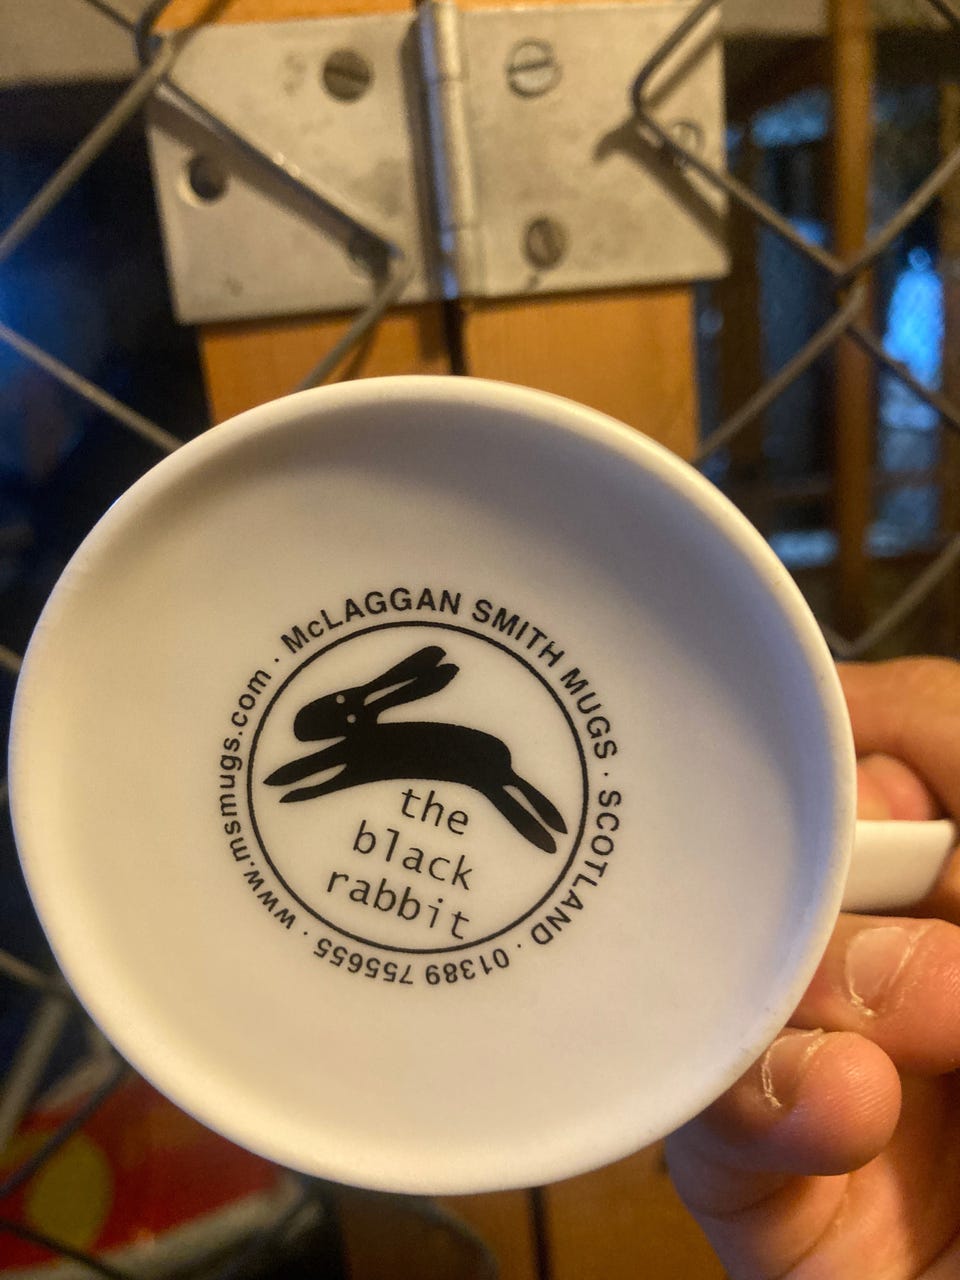 McLAGGAN SMITH MUGS · SCOTLAND · 01389 755655 · www.msmugs.com ·
the
black
rabbit